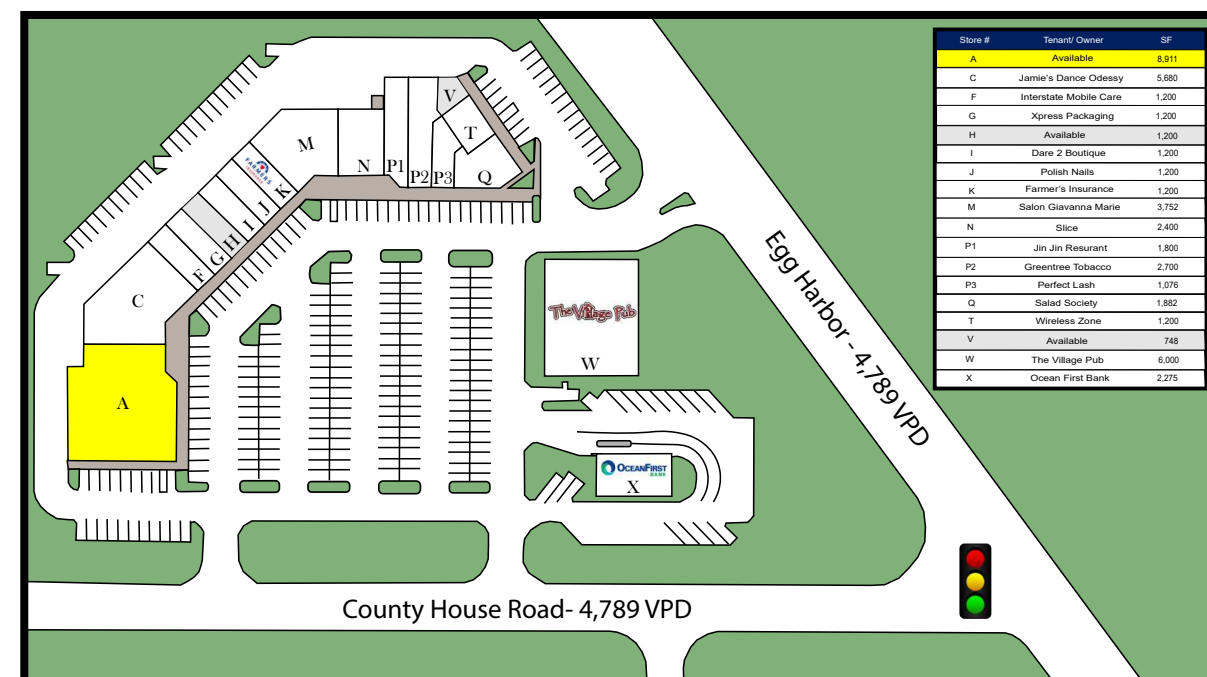 Store # Tenant/ Owner SF
A Available 8,911
C Jamie's Dance Odessy 5,680
F Interstate Mobile Care 1,200
G Xpress Packaging 1,200
H Available 1,200
I Dare 2 Boutique 1,200
J Polish Nails 1,200
K Farmer's Insurance 1,200
M Salon Giavanna Marie 3,752
N Slice 2,400
P1 Jin Jin Resurant 1,800
P2 Greentree Tobacco 2,700
P3 Perfect Lash 1,076
Q Salad Society 1,882
T Wireless Zone 1,200
V Available 748
W The Village Pub 6,000
X Ocean First Bank 2,275
V
T
M
N
P1
P2
P3
Q
FARMERS
K
J
I
H
G
F
C
A
The Village Pub
W
OCEANFIRST
BANK
X
Egg Harbor - 4,789 VPD
County House Road- 4,789 VPD